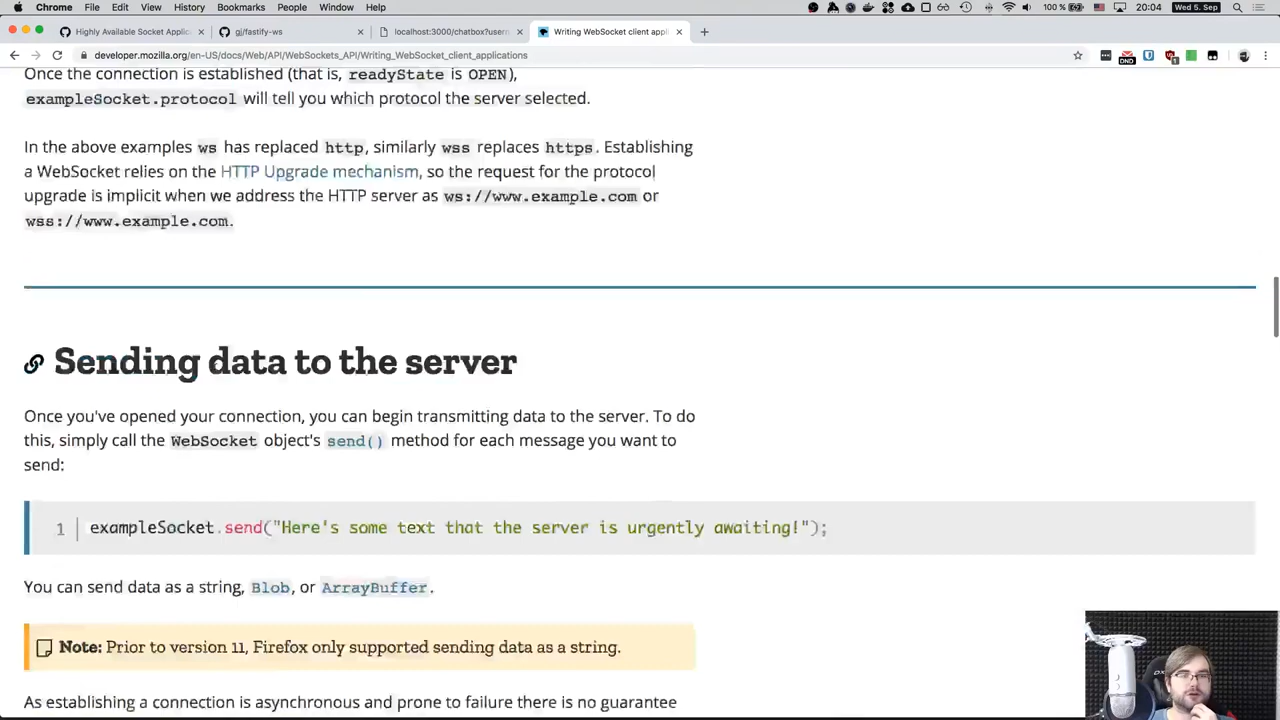 Chrome File Edit View History Bookmarks People Window Help 100 % 20:04 Wed 5. Sep
Highly Available Socket Applic gj/fastify-ws localhost:3000/chatbox?usern Writing WebSocket client appli
developer.mozilla.org/en-US/docs/Web/API/WebSockets_API/Writing_WebSocket_client_applications DND
Once the connection is established (that is, readyState is OPEN),
exampleSocket.protocol will tell you which protocol the server selected.
In the above examples ws has replaced http, similarly wss replaces https. Establishing
a WebSocket relies on the HTTP Upgrade mechanism, so the request for the protocol
upgrade is implicit when we address the HTTP server as ws://www.example.com or
wss://www.example.com.
Sending data to the server
Once you've opened your connection, you can begin transmitting data to the server. To do
this, simply call the WebSocket object's send() method for each message you want to
send:
1 exampleSocket.send("Here's some text that the server is urgently awaiting!");
You can send data as a string, Blob, or ArrayBuffer.
Note: Prior to version 11, Firefox only supported sending data as a string.
As establishing a connection is asynchronous and prone to failure there is no guarantee